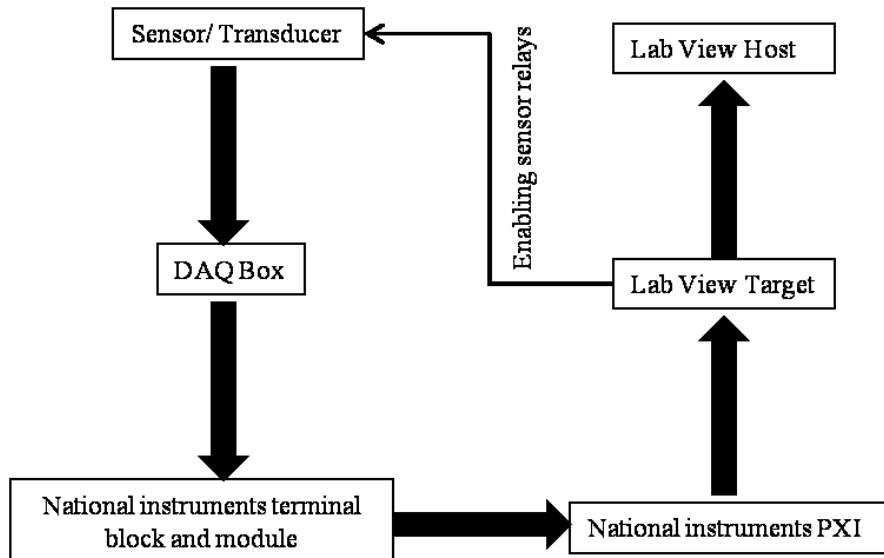 Sensor/ Transducer
Lab View Host
Enabling sensor relays
DAQ Box
Lab View Target
National instruments terminal
block and module
National instruments PXI